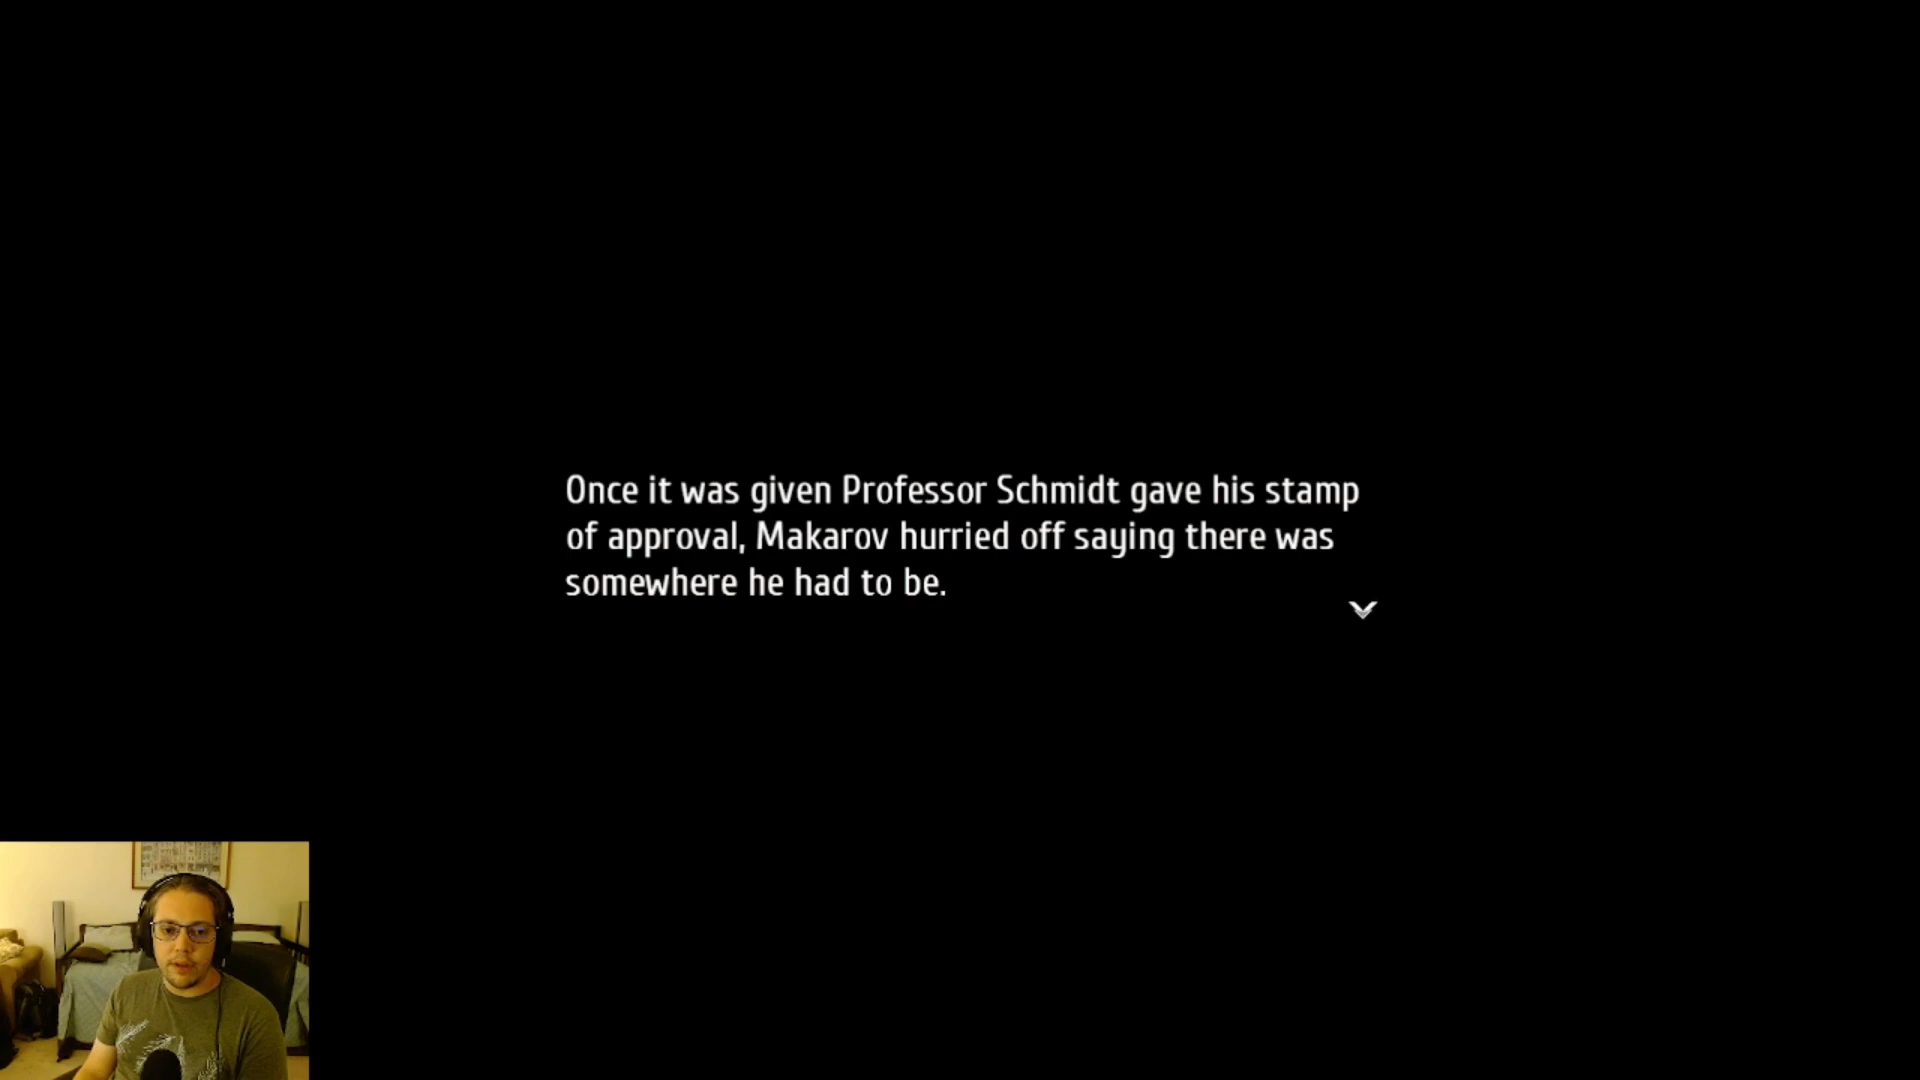 Once it was given Professor Schmidt gave his stamp
of approval, Makarov hurried off saying there was
somewhere he had to be.